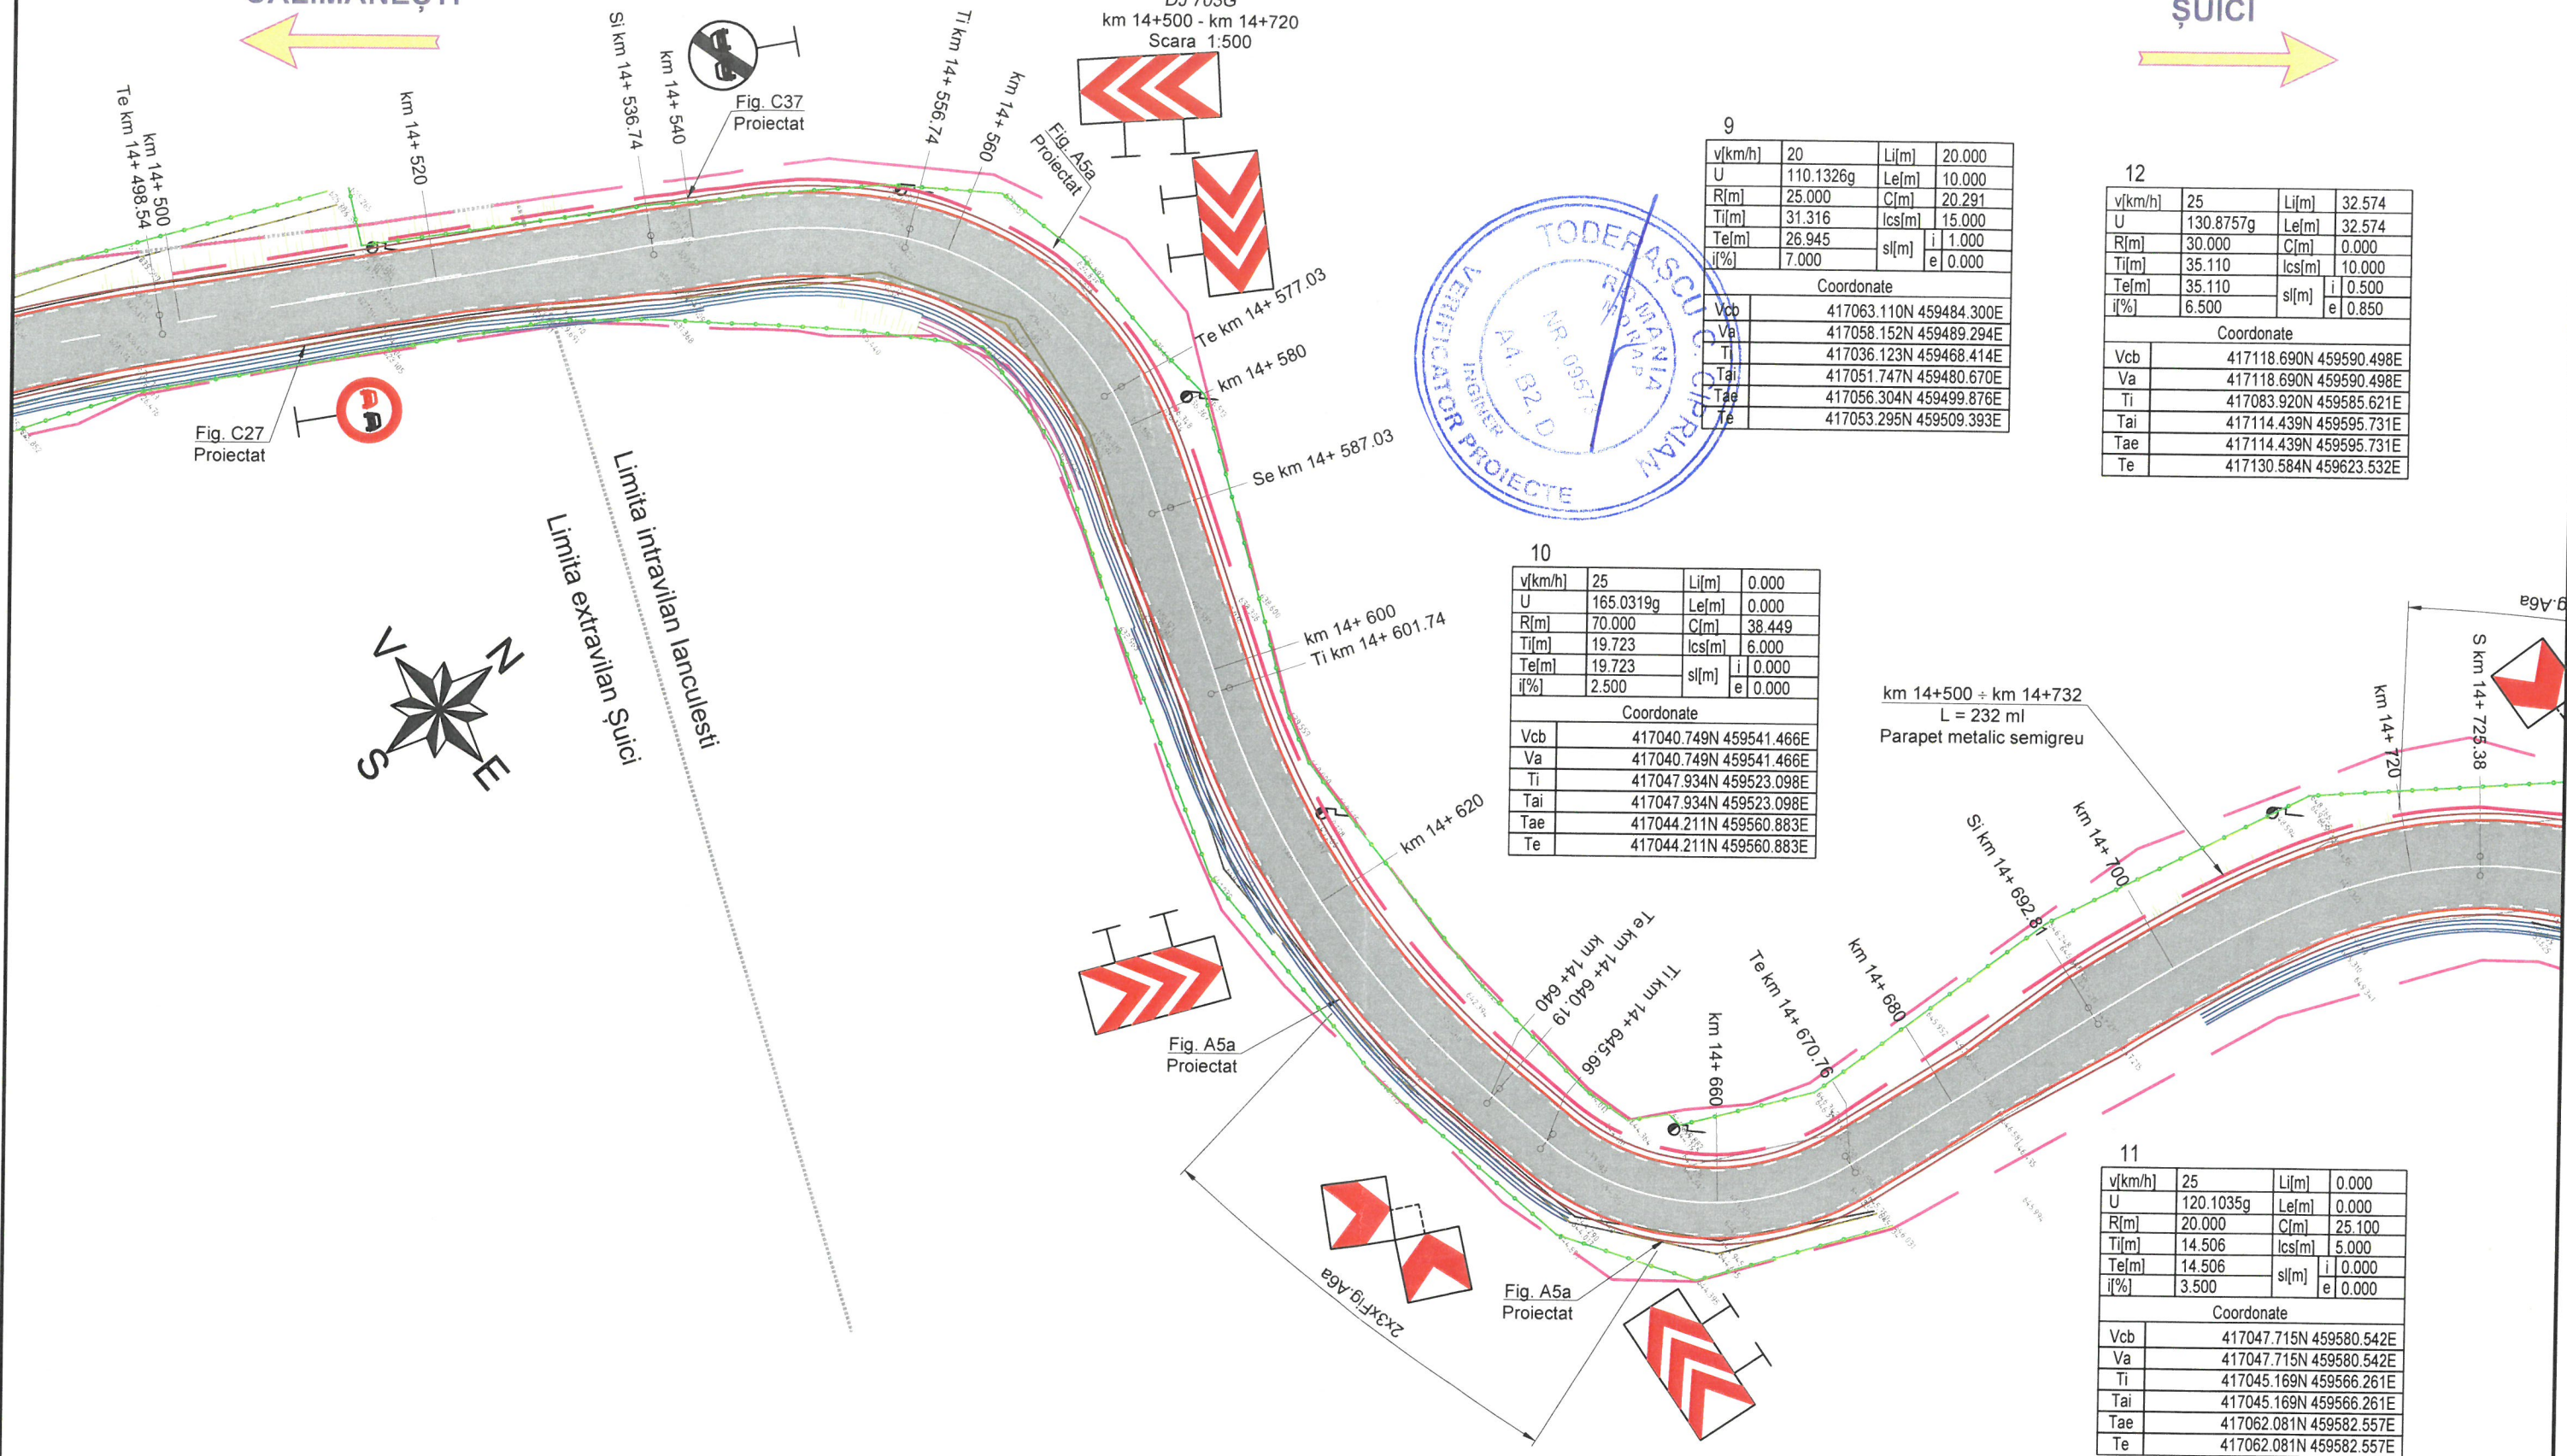 DJ 703G
km 14+500 - km 14+720
Scara 1:500
ȘUICI
Te km 14+ 498.54
km 14+ 500
km 14+ 520
Si km 14+ 536.74
km 14+ 540
Fig. C37
Proiectat
Ti km 14+ 556.74
km 14+ 560
Fig. A5a
Proiectat
Te km 14+ 577.03
km 14+ 580
Se km 14+ 587.03
km 14+ 600
Ti km 14+ 601.74
km 14+ 620
Fig. C27
Proiectat
Limita intravilan Ianculesti
Limita extravilan Șuici
V
N
S
E
TODERAȘCU C. CIPRIAN
VERIFICATOR PROIECTE
ROMANIA
INGINER
A4, B2, D
9
v[km/h] 20 Li[m] 20.000
U 110.1326g Le[m] 10.000
R[m] 25.000 C[m] 20.291
Ti[m] 31.316 lcs[m] 15.000
Te[m] 26.945 sl[m] i 1.000
i[%] 7.000 e 0.000
Coordonate
Vcb 417063.110N 459484.300E
Va 417058.152N 459489.294E
Ti 417036.123N 459468.414E
Tai 417051.747N 459480.670E
Tae 417056.304N 459499.876E
Te 417053.295N 459509.393E
12
v[km/h] 25 Li[m] 32.574
U 130.8757g Le[m] 32.574
R[m] 30.000 C[m] 0.000
Ti[m] 35.110 lcs[m] 10.000
Te[m] 35.110 sl[m] i 0.500
i[%] 6.500 e 0.850
Coordonate
Vcb 417118.690N 459590.498E
Va 417118.690N 459590.498E
Ti 417083.920N 459585.621E
Tai 417114.439N 459595.731E
Tae 417114.439N 459595.731E
Te 417130.584N 459623.532E
10
v[km/h] 25 Li[m] 0.000
U 165.0319g Le[m] 0.000
R[m] 70.000 C[m] 38.449
Ti[m] 19.723 lcs[m] 6.000
Te[m] 19.723 sl[m] i 0.000
i[%] 2.500 e 0.000
Coordonate
Vcb 417040.749N 459541.466E
Va 417040.749N 459541.466E
Ti 417047.934N 459523.098E
Tai 417047.934N 459523.098E
Tae 417044.211N 459560.883E
Te 417044.211N 459560.883E
km 14+500 ÷ km 14+732
L = 232 ml
Parapet metalic semigreu
g.A6a
S km 14+ 725.38
km 14+ 720
km 14+ 700
Si km 14+ 692.81
km 14+ 680
Te km 14+ 670.76
km 14+ 660
Ti km 14+ 645.66
Te km 14+ 640.19
km 14+ 640
Fig. A5a
Proiectat
2x3xFig.A6a
Fig. A5a
Proiectat
11
v[km/h] 25 Li[m] 0.000
U 120.1035g Le[m] 0.000
R[m] 20.000 C[m] 25.100
Ti[m] 14.506 lcs[m] 5.000
Te[m] 14.506 sl[m] i 0.000
i[%] 3.500 e 0.000
Coordonate
Vcb 417047.715N 459580.542E
Va 417047.715N 459580.542E
Ti 417045.169N 459566.261E
Tai 417045.169N 459566.261E
Tae 417062.081N 459582.557E
Te 417062.081N 459582.557E